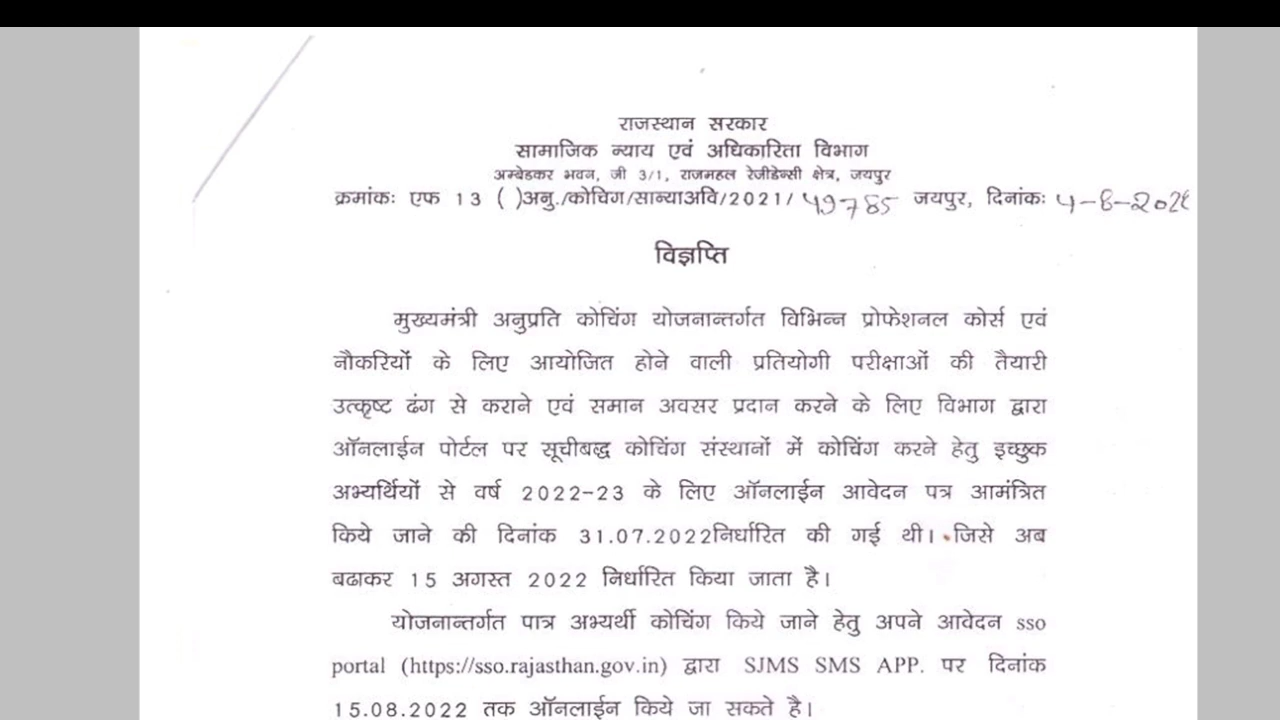 राजस्थान सरकार
सामाजिक न्याय एवं अधिकारिता विभाग
अम्बेडकर भवन, जी 3/1, राजमहल रेजीडेन्सी क्षेत्र, जयपुर
क्रमांकः एफ 13 ( )अनु./कोचिग/सान्याअवि/2021/ 49785 जयपुर, दिनांकः 4-8-2022
विज्ञप्ति
मुख्यमंत्री अनुप्रति कोचिंग योजनान्तर्गत विभिन्न प्रोफेशनल कोर्स एवं
नौकरियों के लिए आयोजित होने वाली प्रतियोगी परीक्षाओं की तैयारी
उत्कृष्ट ढंग से कराने एवं समान अवसर प्रदान करने के लिए विभाग द्वारा
ऑनलाईन पोर्टल पर सूचीबद्ध कोचिंग संस्थानों में कोचिंग करने हेतु इच्छुक
अभ्यर्थियों से वर्ष 2022-23 के लिए ऑनलाईन आवेदन पत्र आमंत्रित
किये जाने की दिनांक 31.07.2022निर्धारित की गई थी। जिसे अब
बढाकर 15 अगस्त 2022 निर्धारित किया जाता है।
योजनान्तर्गत पात्र अभ्यर्थी कोचिंग किये जाने हेतु अपने आवेदन sso
portal (https://sso.rajasthan.gov.in) द्वारा SJMS SMS APP. पर दिनांक
15.08.2022 तक ऑनलाईन किये जा सकते है।